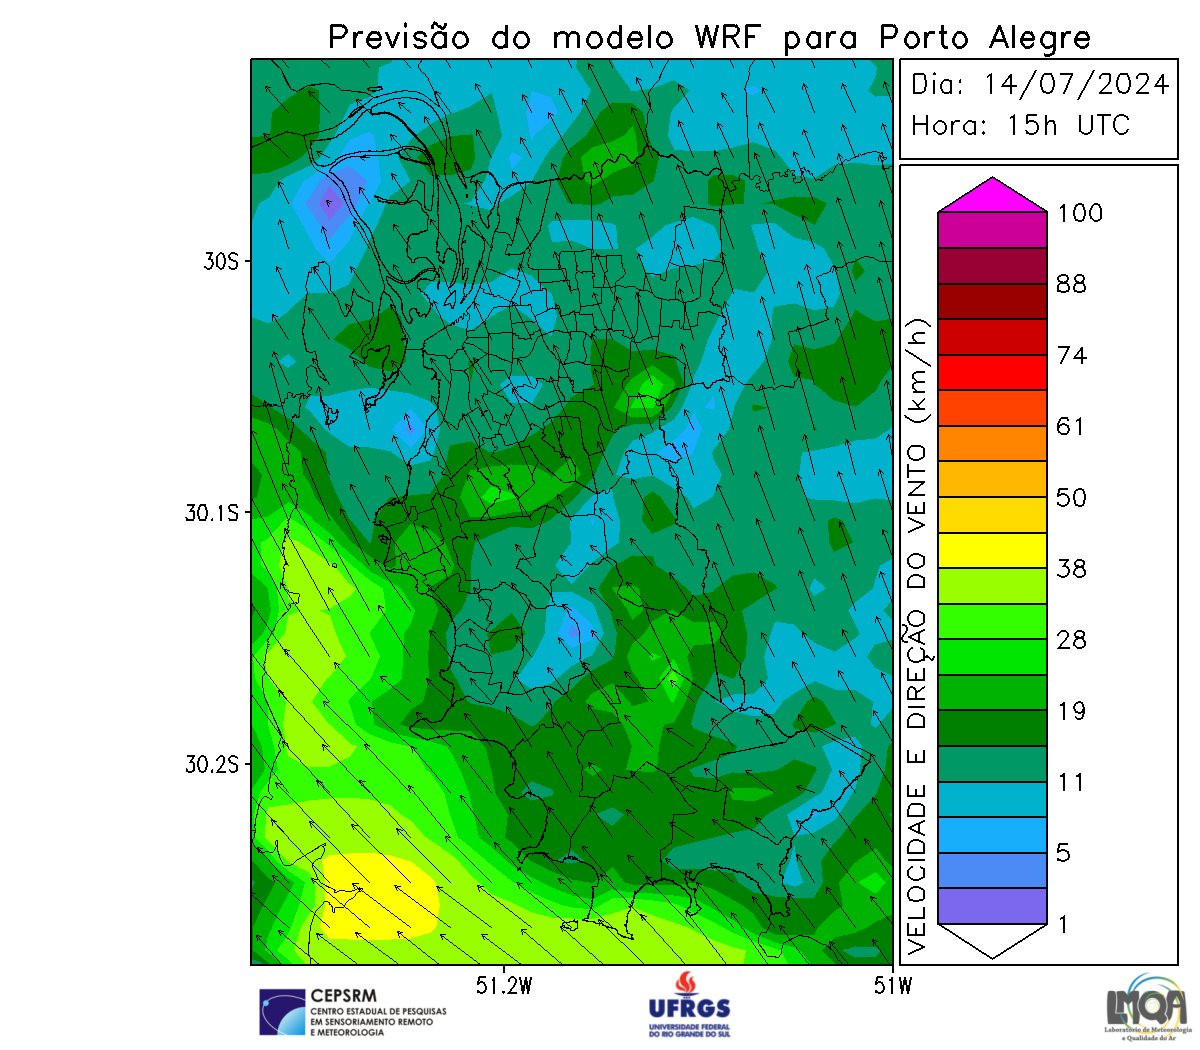 Previsão do modelo WRF para Porto Alegre
Dia: 14/07/2024
Hora: 15h UTC
30S
30.1S
30.2S
51.2W
51W
VELOCIDADE E DIREÇÃO DO VENTO (km/h)
100
88
74
61
50
38
28
19
11
5
1
CEPSRM
CENTRO ESTADUAL DE PESQUISAS
EM SENSORIAMENTO REMOTO
E METEOROLOGIA
UFRGS
UNIVERSIDADE FEDERAL
DO RIO GRANDE DO SUL
LMQA
Laboratório de Meteorologia
e Qualidade do Ar